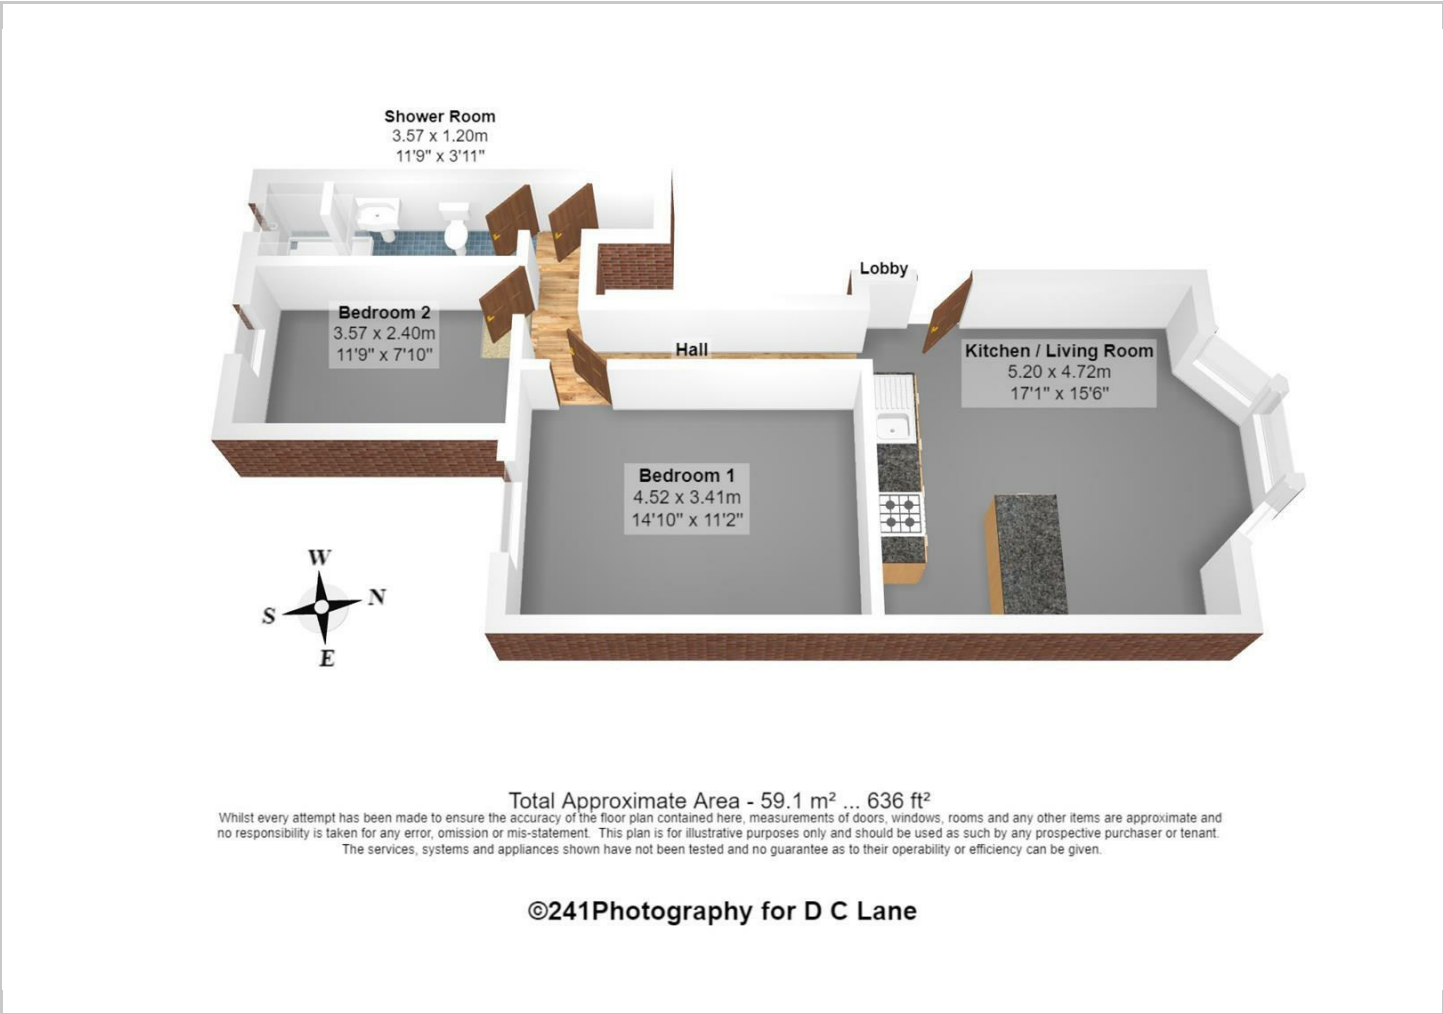 Shower Room
3.57 x 1.20m
11'9" x 3'11"
Lobby
Bedroom 2
3.57 x 2.40m
11'9" x 7'10"
Hall
Kitchen / Living Room
5.20 x 4.72m
17'1" x 15'6"
Bedroom 1
4.52 x 3.41m
14'10" x 11'2"
W
N
S
E
Total Approximate Area - 59.1 m² ... 636 ft²
Whilst every attempt has been made to ensure the accuracy of the floor plan contained here, measurements of doors, windows, rooms and any other items are approximate and
no responsibility is taken for any error, omission or mis-statement. This plan is for illustrative purposes only and should be used as such by any prospective purchaser or tenant.
The services, systems and appliances shown have not been tested and no guarantee as to their operability or efficiency can be given.
©241Photography for D C Lane